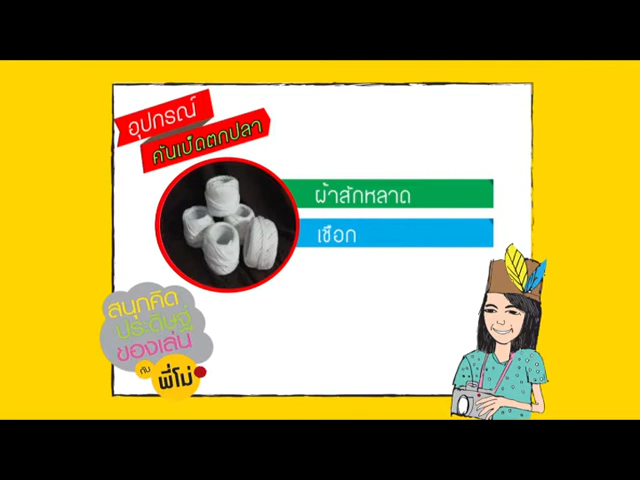 อุปกรณ์
คันเบ็ดตกปลา
ผ้าสักหลาด
เชือก
สนุกคิด
ประดิษฐ์
ของเล่น
กับ
พี่โม่